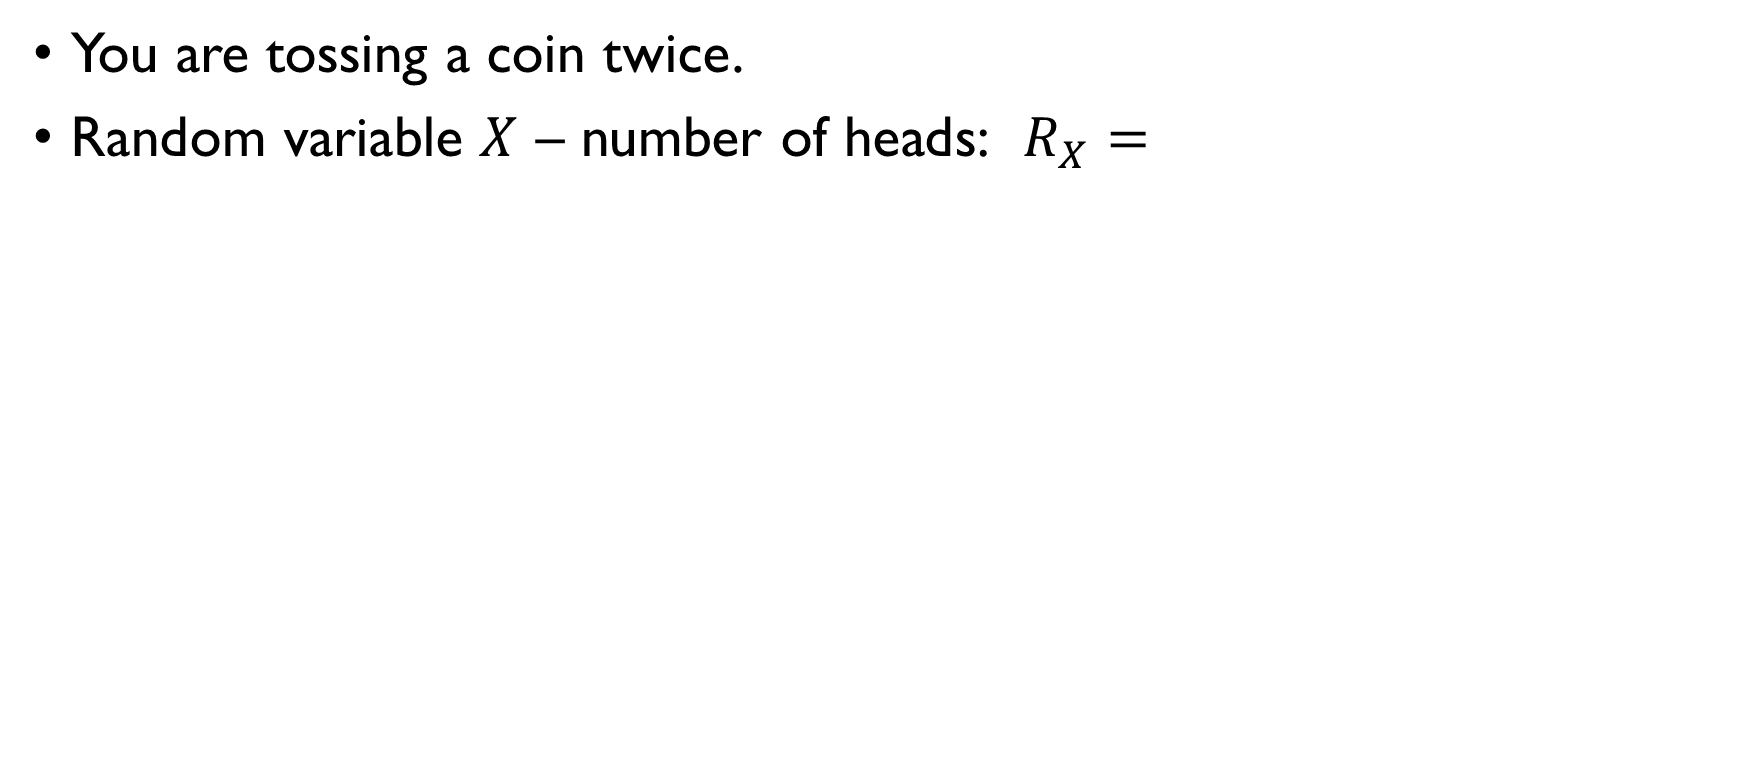 • You are tossing a coin twice.
• Random variable X – number of heads: R_X =